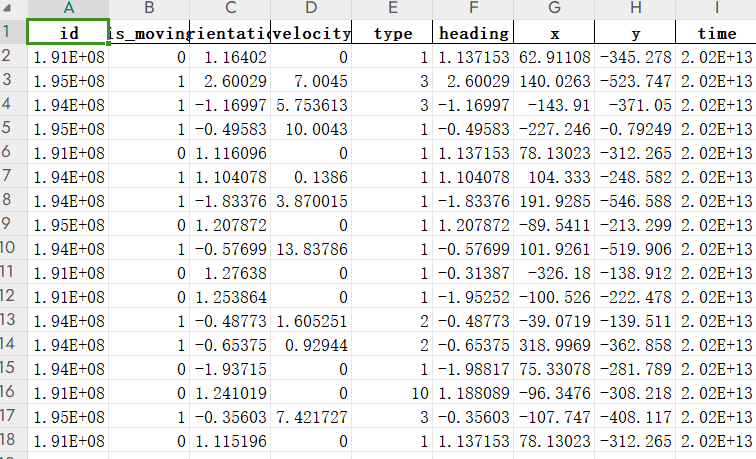 A B C D E F G H I
1 id is_moving rientatio velocity type heading x y time
2 1.91E+08 0 1.16402 0 1 1.137153 62.91108 -345.278 2.02E+13
3 1.95E+08 1 2.60029 7.0045 3 2.60029 140.0263 -523.747 2.02E+13
4 1.94E+08 1 -1.16997 5.753613 3 -1.16997 -143.91 -371.05 2.02E+13
5 1.95E+08 1 -0.49583 10.0043 1 -0.49583 -227.246 -0.79249 2.02E+13
6 1.91E+08 0 1.116096 0 1 1.137153 78.13023 -312.265 2.02E+13
7 1.94E+08 1 1.104078 0.1386 1 1.104078 104.333 -248.582 2.02E+13
8 1.94E+08 1 -1.83376 3.870015 1 -1.83376 191.9285 -546.588 2.02E+13
9 1.95E+08 0 1.207872 0 1 1.207872 -89.5411 -213.299 2.02E+13
10 1.94E+08 1 -0.57699 13.83786 1 -0.57699 101.9261 -519.906 2.02E+13
11 1.91E+08 0 1.27638 0 1 -0.31387 -326.18 -138.912 2.02E+13
12 1.91E+08 0 1.253864 0 1 -1.95252 -100.526 -222.478 2.02E+13
13 1.94E+08 1 -0.48773 1.605251 2 -0.48773 -39.0719 -139.511 2.02E+13
14 1.94E+08 1 -0.65375 0.92944 2 -0.65375 318.9969 -362.858 2.02E+13
15 1.94E+08 0 -1.93715 0 1 -1.98817 75.33078 -281.789 2.02E+13
16 1.91E+08 0 1.241019 0 10 1.188089 -96.3476 -308.218 2.02E+13
17 1.95E+08 1 -0.35603 7.421727 3 -0.35603 -107.747 -408.117 2.02E+13
18 1.91E+08 0 1.115196 0 1 1.137153 78.13023 -312.265 2.02E+13